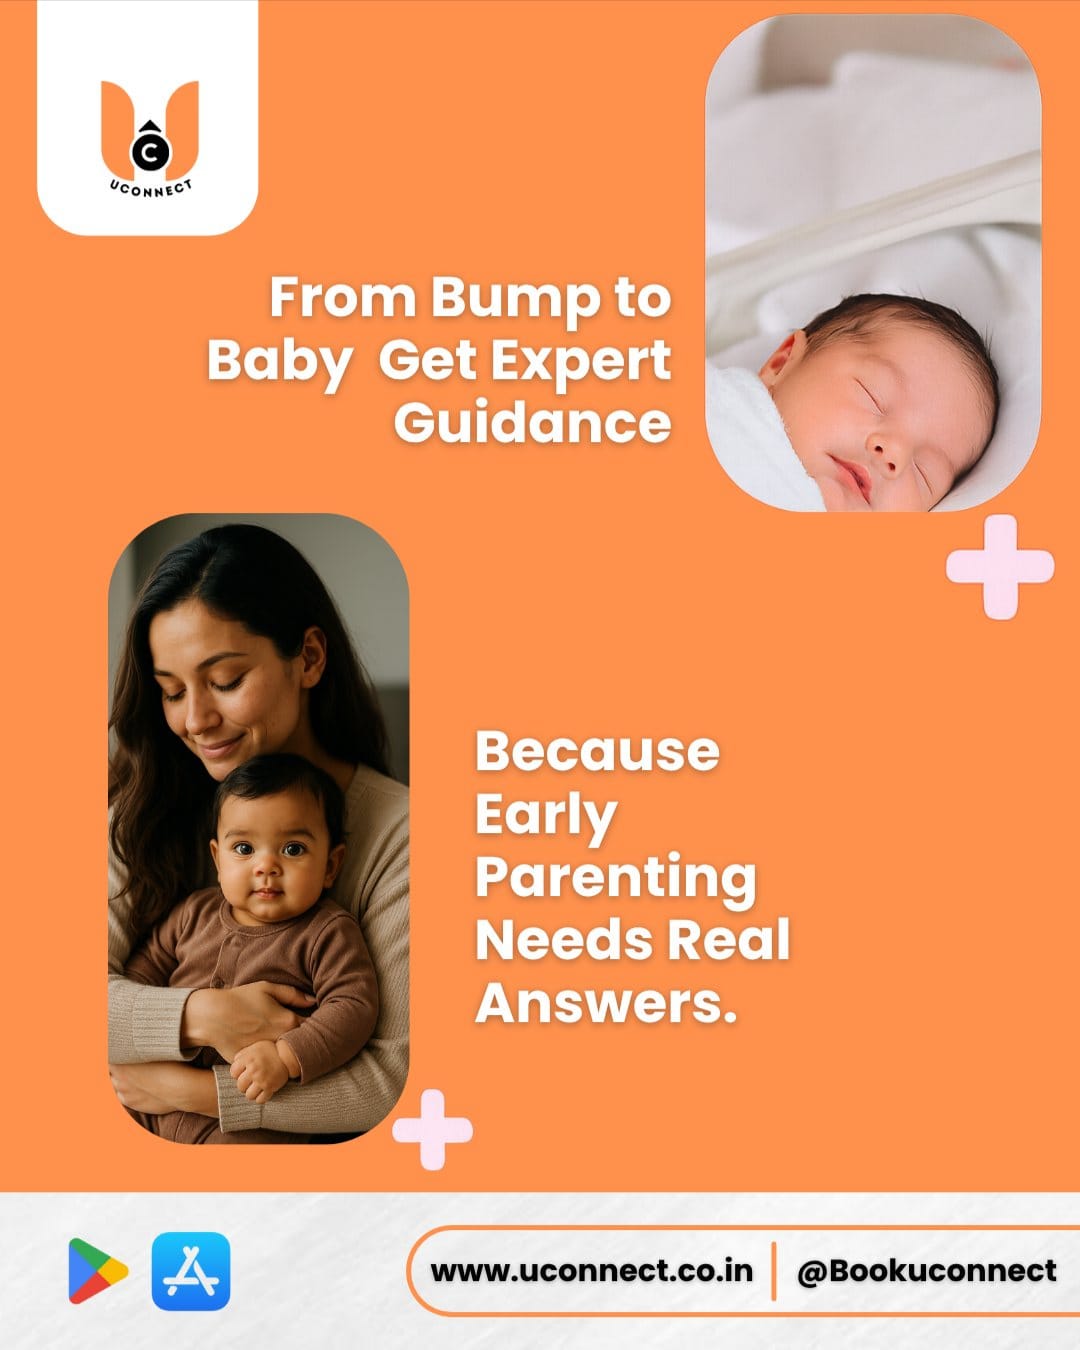 C
UCONNECT
From Bump to
Baby  Get Expert
Guidance
Because
Early
Parenting
Needs Real
Answers.
www.uconnect.co.in
@Bookuconnect